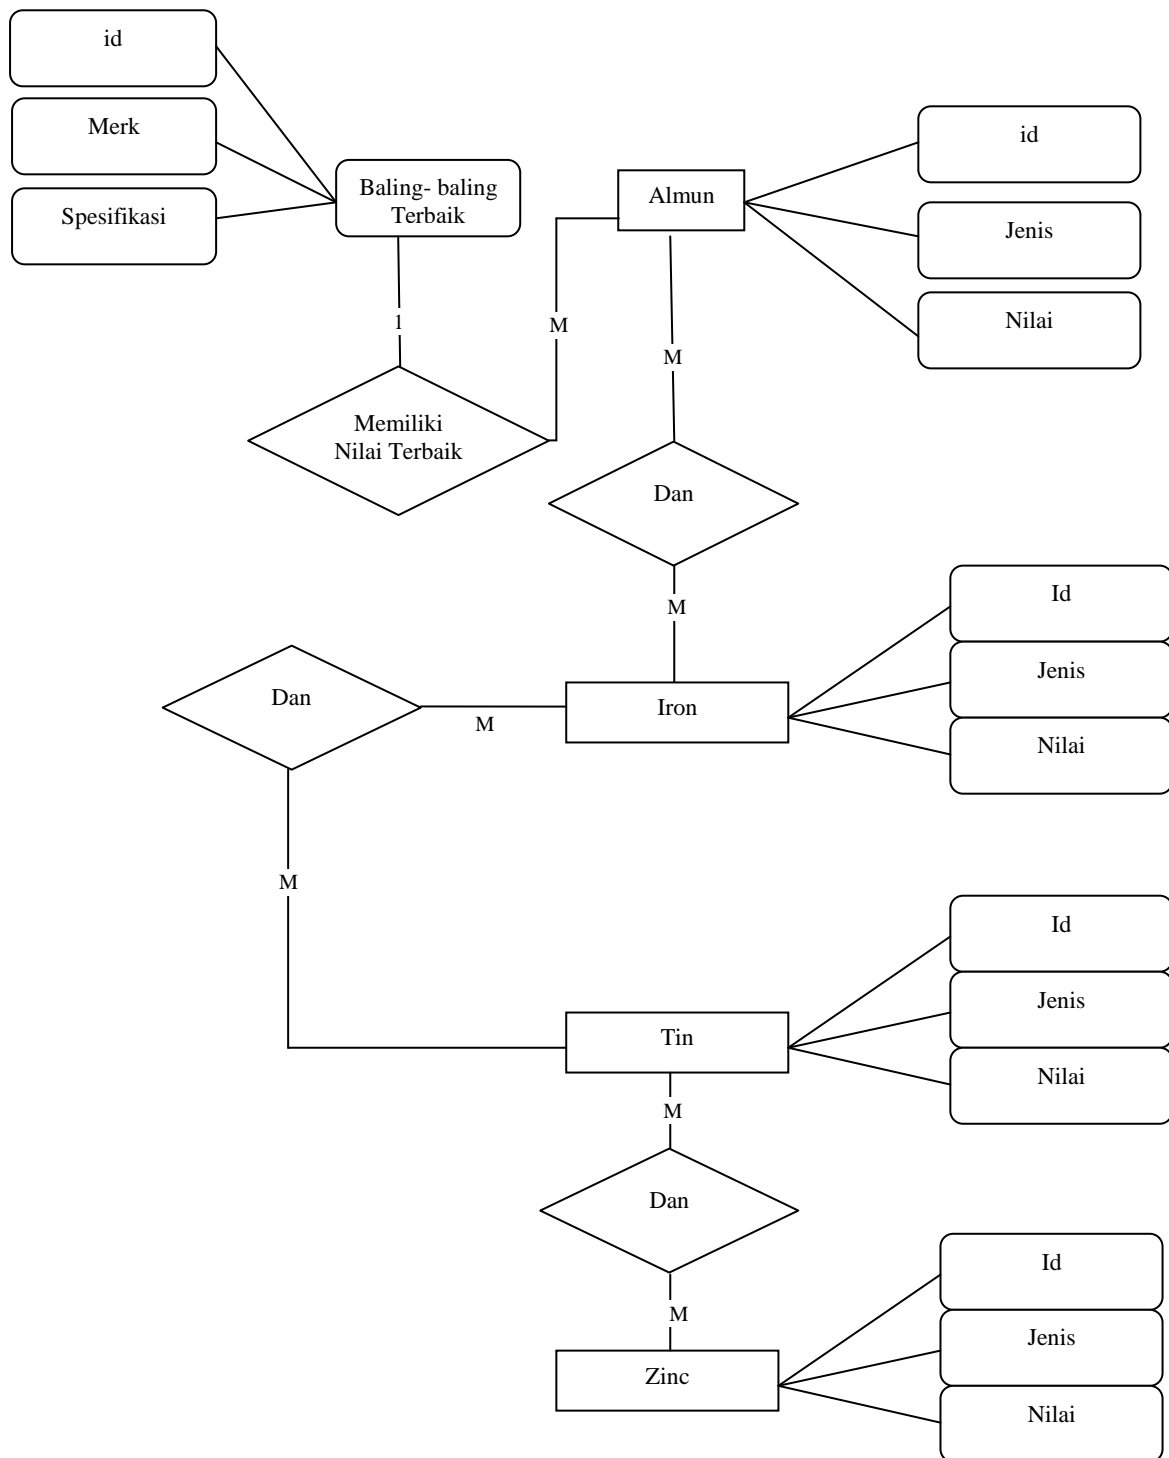 id
Merk
Spesifikasi
Baling- baling
Terbaik
Almun
id
Jenis
Nilai
1
M
M
Memiliki
Nilai Terbaik
Dan
M
Id
Jenis
Nilai
Iron
M
Dan
M
Id
Jenis
Nilai
Tin
M
Dan
M
Id
Jenis
Nilai
Zinc